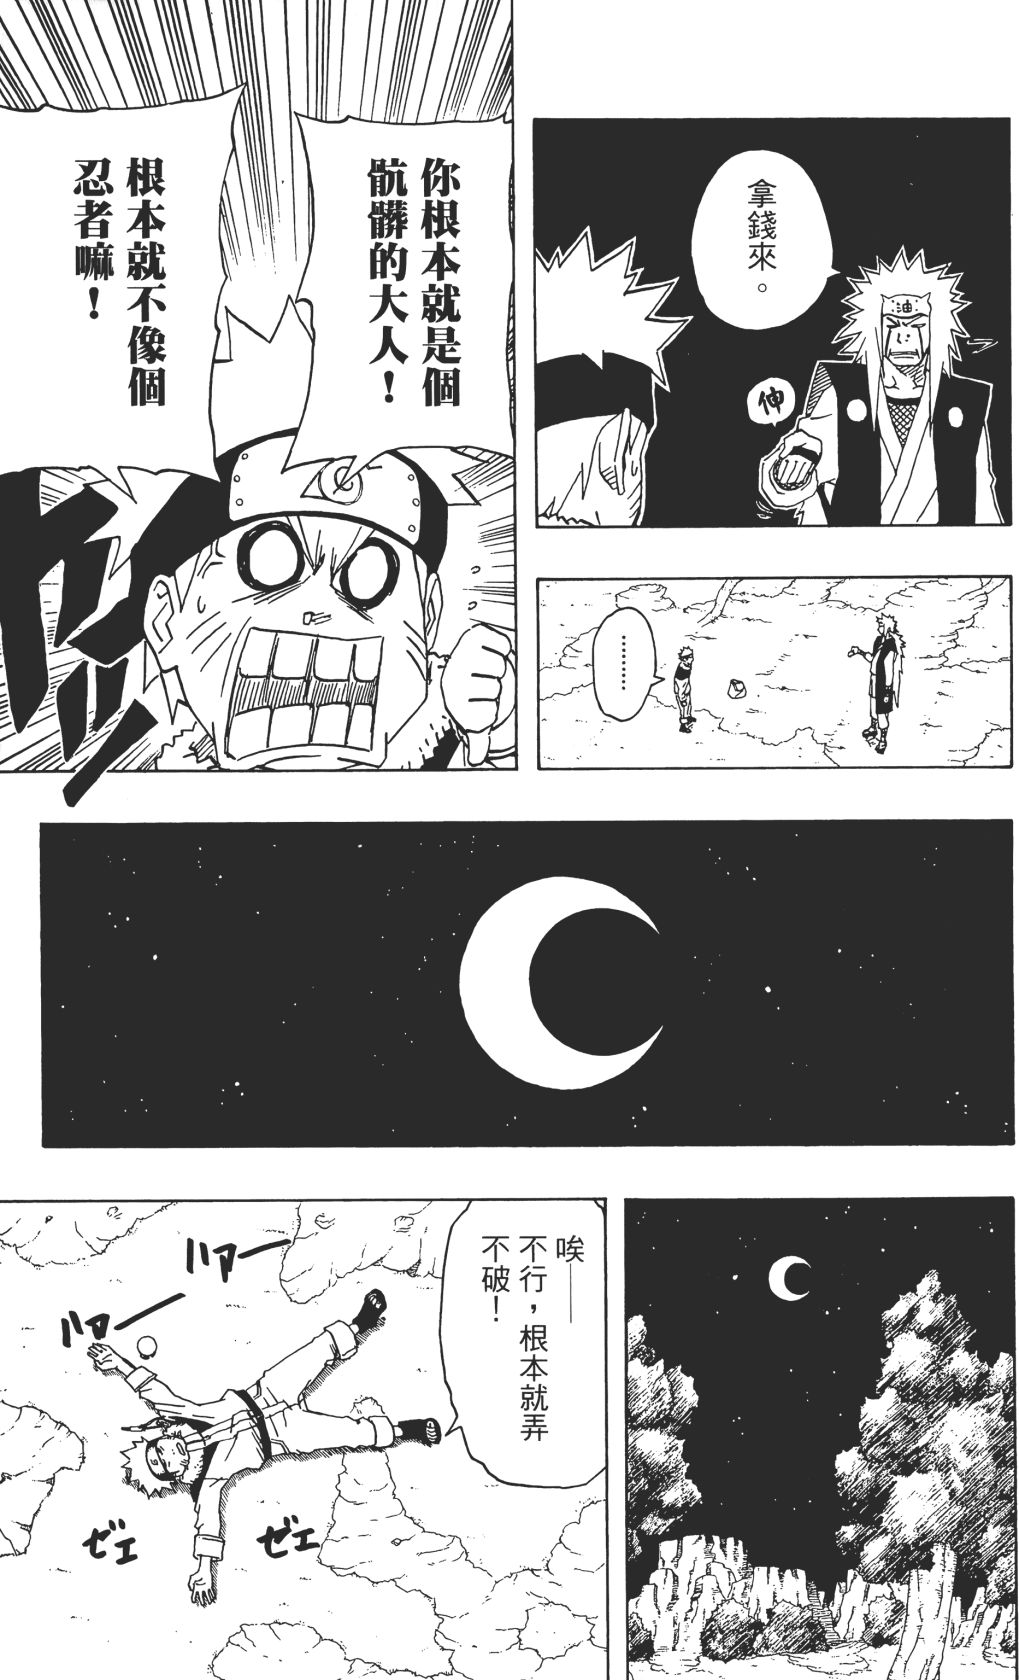 拿錢來。
油
伸
………
你根本就是個
骯髒的大人！
根本就不像個
忍者嘛！
唉——
不行，根本就弄
不破！
ハァー
ハァー
ゼェ
ゼェ